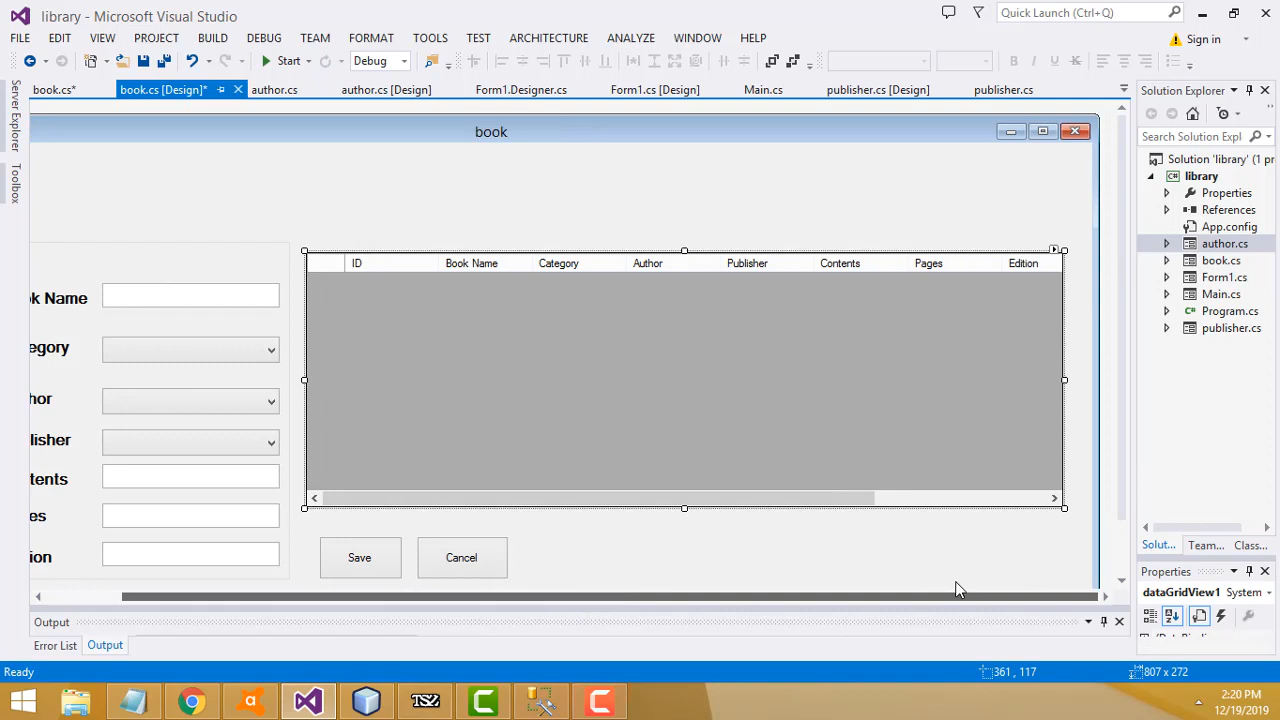 library - Microsoft Visual Studio
Quick Launch (Ctrl+Q)
FILE EDIT VIEW PROJECT BUILD DEBUG TEAM FORMAT TOOLS TEST ARCHITECTURE ANALYZE WINDOW HELP
Sign in
Start
Debug
Server Explorer
Toolbox
book.cs*
book.cs [Design]*
author.cs
author.cs [Design]
Form1.Designer.cs
Form1.cs [Design]
Main.cs
publisher.cs [Design]
publisher.cs
book
ID Book Name Category Author Publisher Contents Pages Edition
ok Name
egory
hor
lisher
tents
es
ion
Save
Cancel
Solution Explorer
Search Solution Expl
Solution 'library' (1 pr
library
Properties
References
App.config
author.cs
book.cs
Form1.cs
Main.cs
Program.cs
publisher.cs
Solut... Team... Class...
Properties
dataGridView1 System
Output
Error List Output
Ready
361 , 117
807 x 272
TS2
2:20 PM
12/19/2019